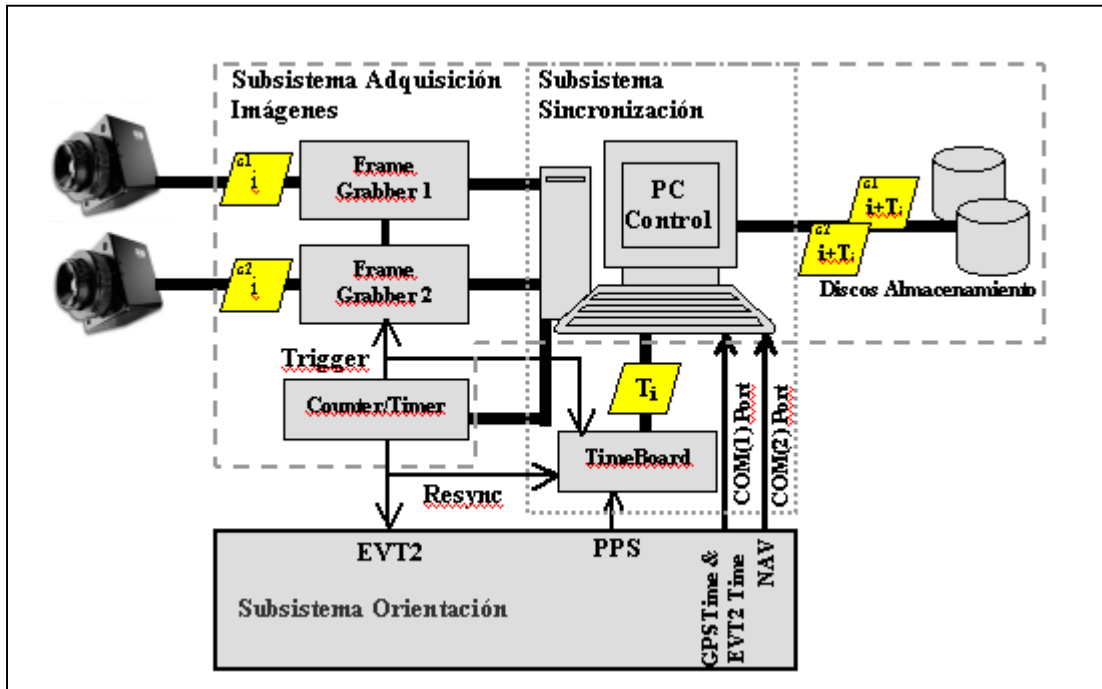 Subsistema Adquisición
Imágenes
Subsistema
Sincronización
G1
i
Frame
Grabber 1
PC
Control
G1
i+Ti
G2
i+Ti
G2
i
Frame
Grabber 2
Discos Almacenamiento
Trigger
Counter/Timer
Ti
TimeBoard
COM(1) Port
COM(2) Port
Resync
EVT2
PPS
GPSTime &
EVT2 Time
NAV
Subsistema Orientación